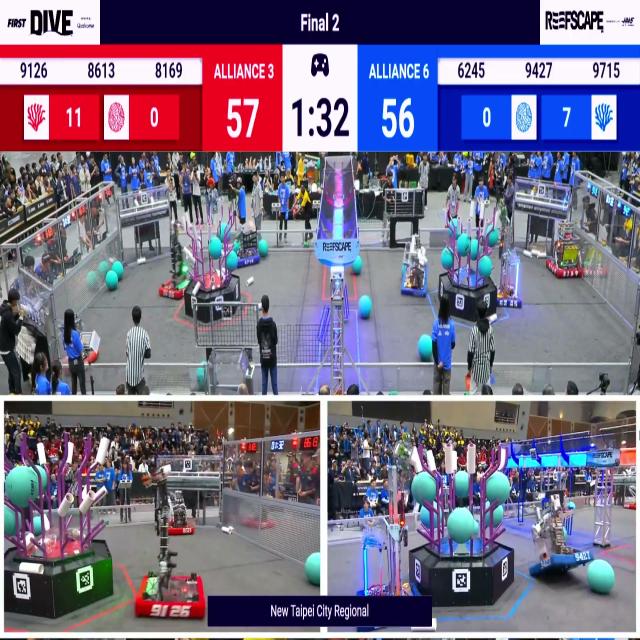 FIRST DIVE
Final 2
REEFSCAPE
9126 8613 8169
ALLIANCE 3
ALLIANCE 6
6245 9427 9715
11 0
57
1:32
56
0 7
REEFSCAPE
9126
9427
New Taipei City Regional